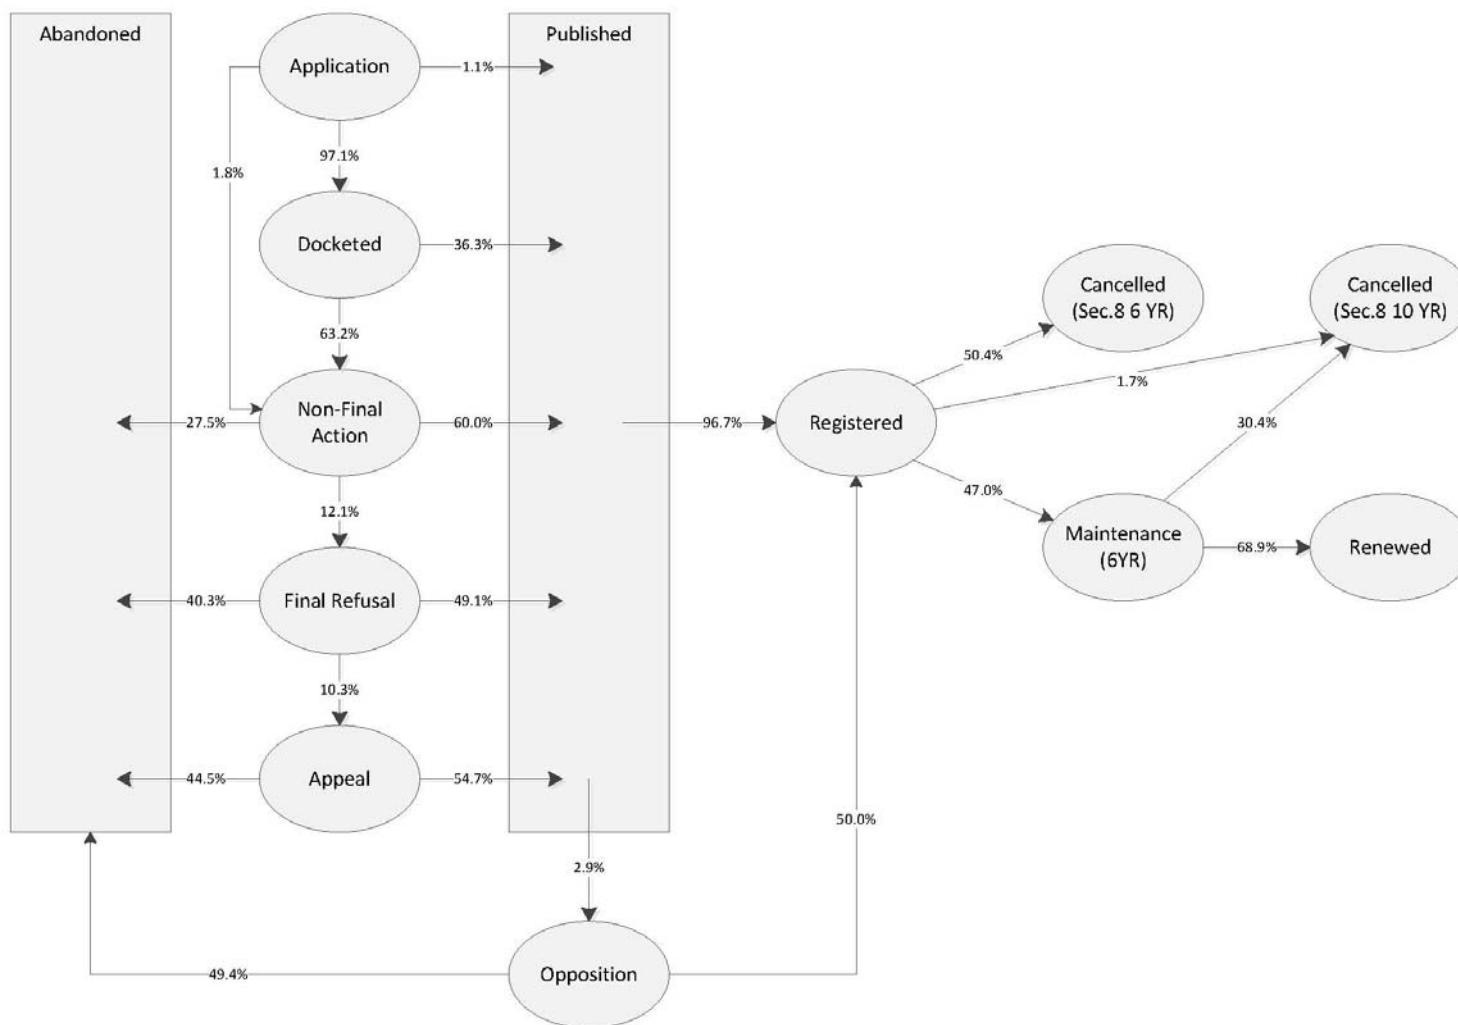 Abandoned
Published
Application
1.1%
97.1%
1.8%
Docketed
36.3%
63.2%
Non-Final
Action
27.5%
60.0%
12.1%
Final Refusal
40.3%
49.1%
10.3%
Appeal
44.5%
54.7%
2.9%
Opposition
49.4%
50.0%
96.7%
Registered
50.4%
1.7%
47.0%
Cancelled
(Sec.8 6 YR)
Cancelled
(Sec.8 10 YR)
30.4%
Maintenance
(6YR)
68.9%
Renewed